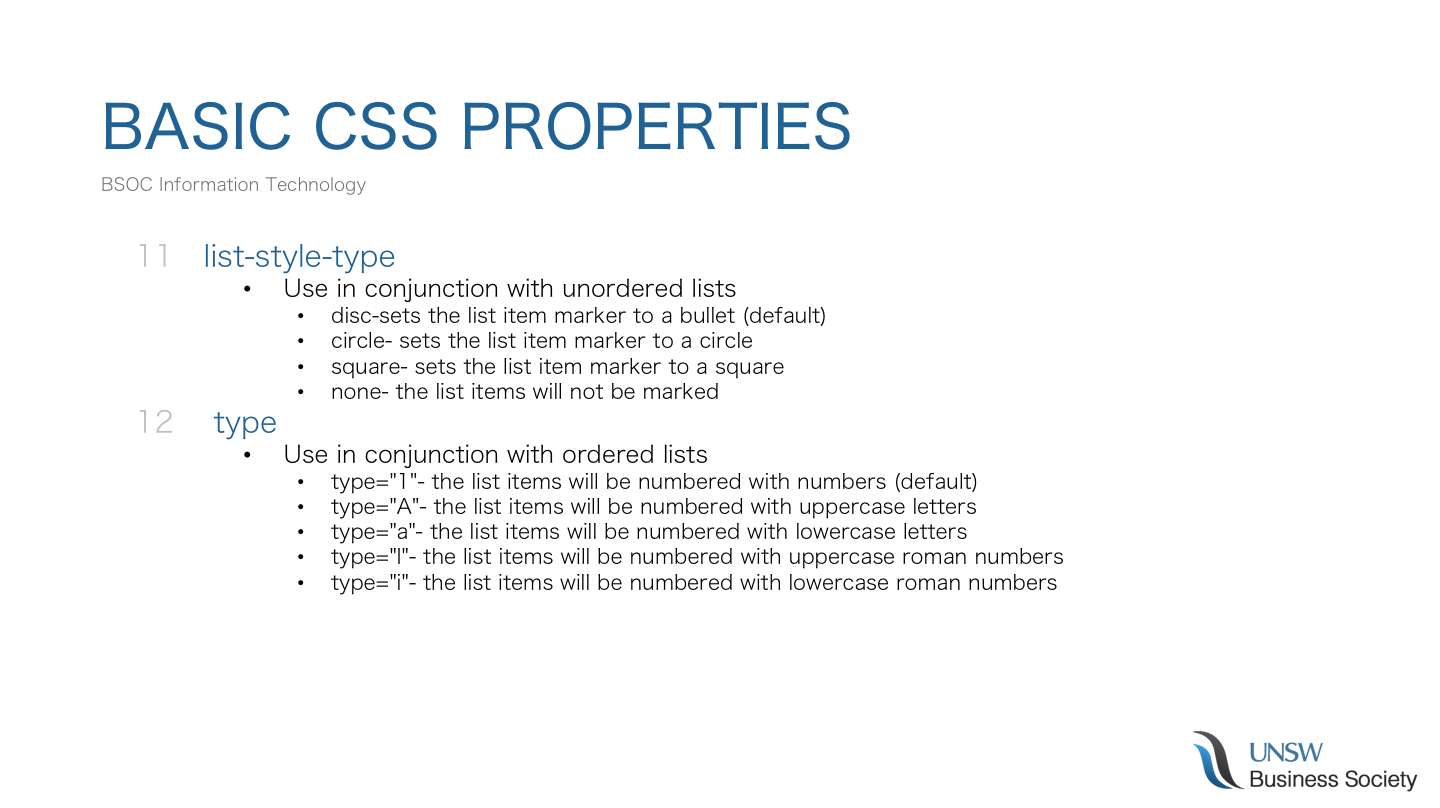 BASIC CSS PROPERTIES
BSOC Information Technology
11 list-style-type
• Use in conjunction with unordered lists
• disc-sets the list item marker to a bullet (default)
• circle- sets the list item marker to a circle
• square- sets the list item marker to a square
• none- the list items will not be marked
12 type
• Use in conjunction with ordered lists
• type="1"- the list items will be numbered with numbers (default)
• type="A"- the list items will be numbered with uppercase letters
• type="a"- the list items will be numbered with lowercase letters
• type="I"- the list items will be numbered with uppercase roman numbers
• type="i"- the list items will be numbered with lowercase roman numbers
UNSW
Business Society